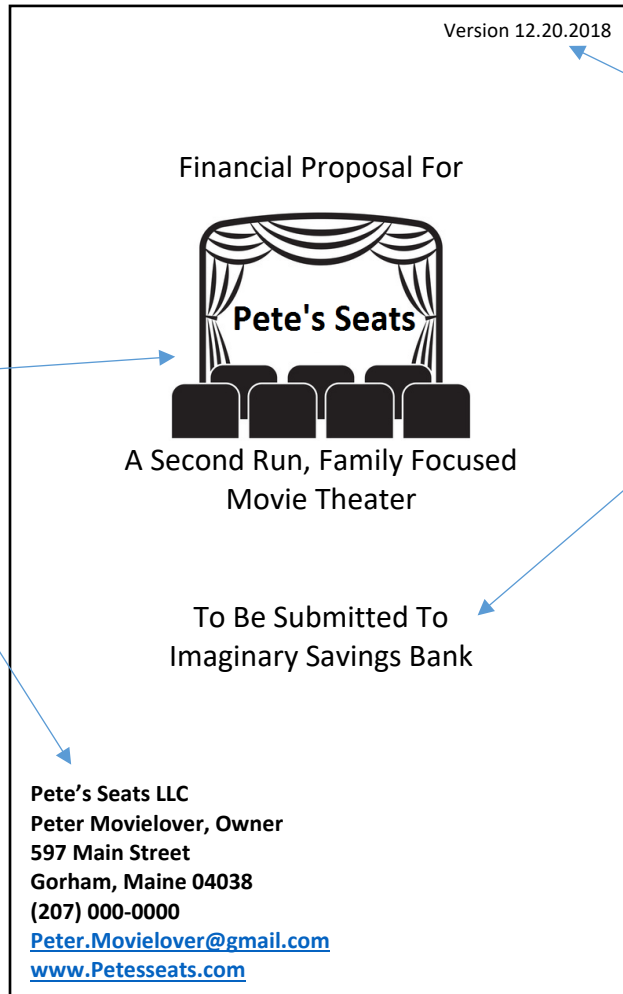 Version 12.20.2018
Financial Proposal For
Pete's Seats
A Second Run, Family Focused
Movie Theater
To Be Submitted To
Imaginary Savings Bank
Pete’s Seats LLC
Peter Movielover, Owner
597 Main Street
Gorham, Maine 04038
(207) 000-0000
Peter.Movielover@gmail.com
www.Petesseats.com